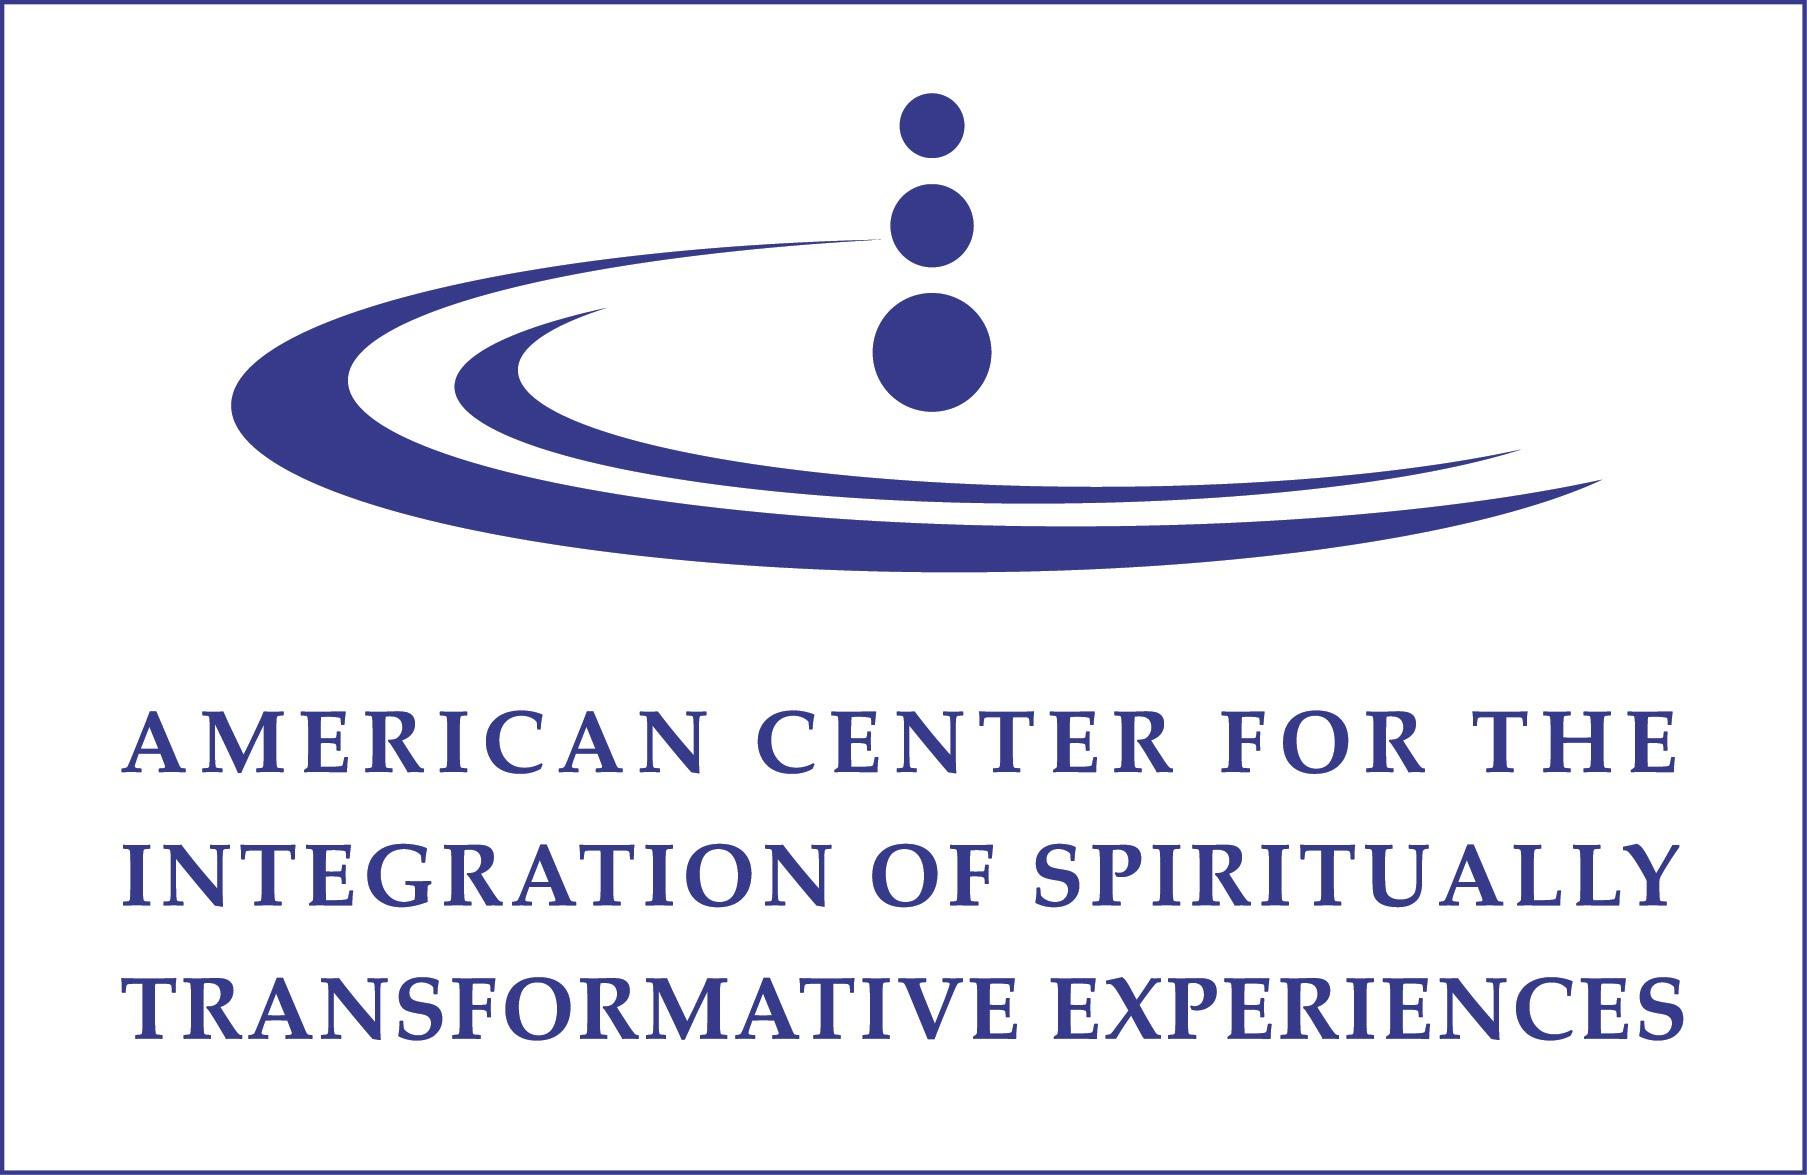 AMERICAN CENTER FOR THE
INTEGRATION OF SPIRITUALLY
TRANSFORMATIVE EXPERIENCES